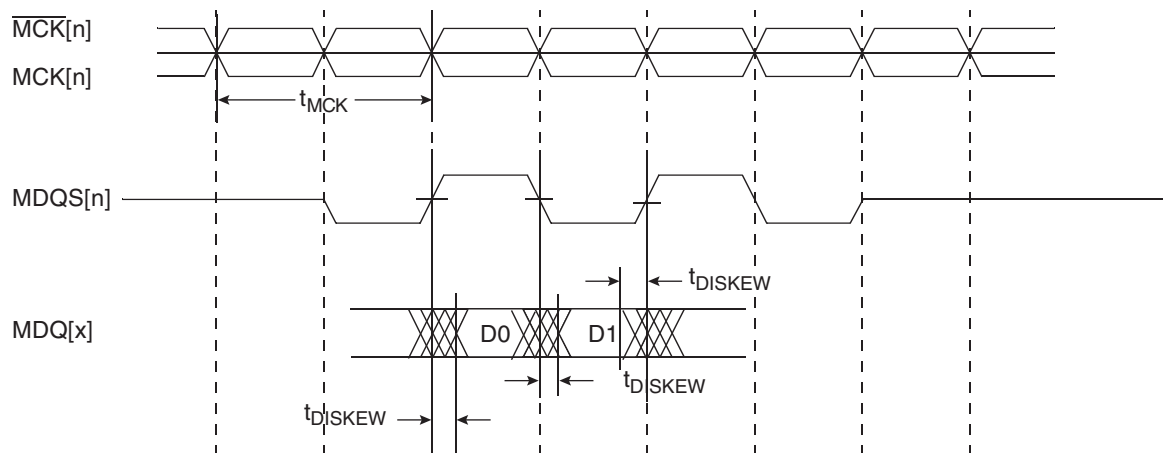 MCK[n]
MCK[n]
tMCK
MDQS[n]
tDISKEW
MDQ[x]
D0
D1
tDISKEW
tDISKEW